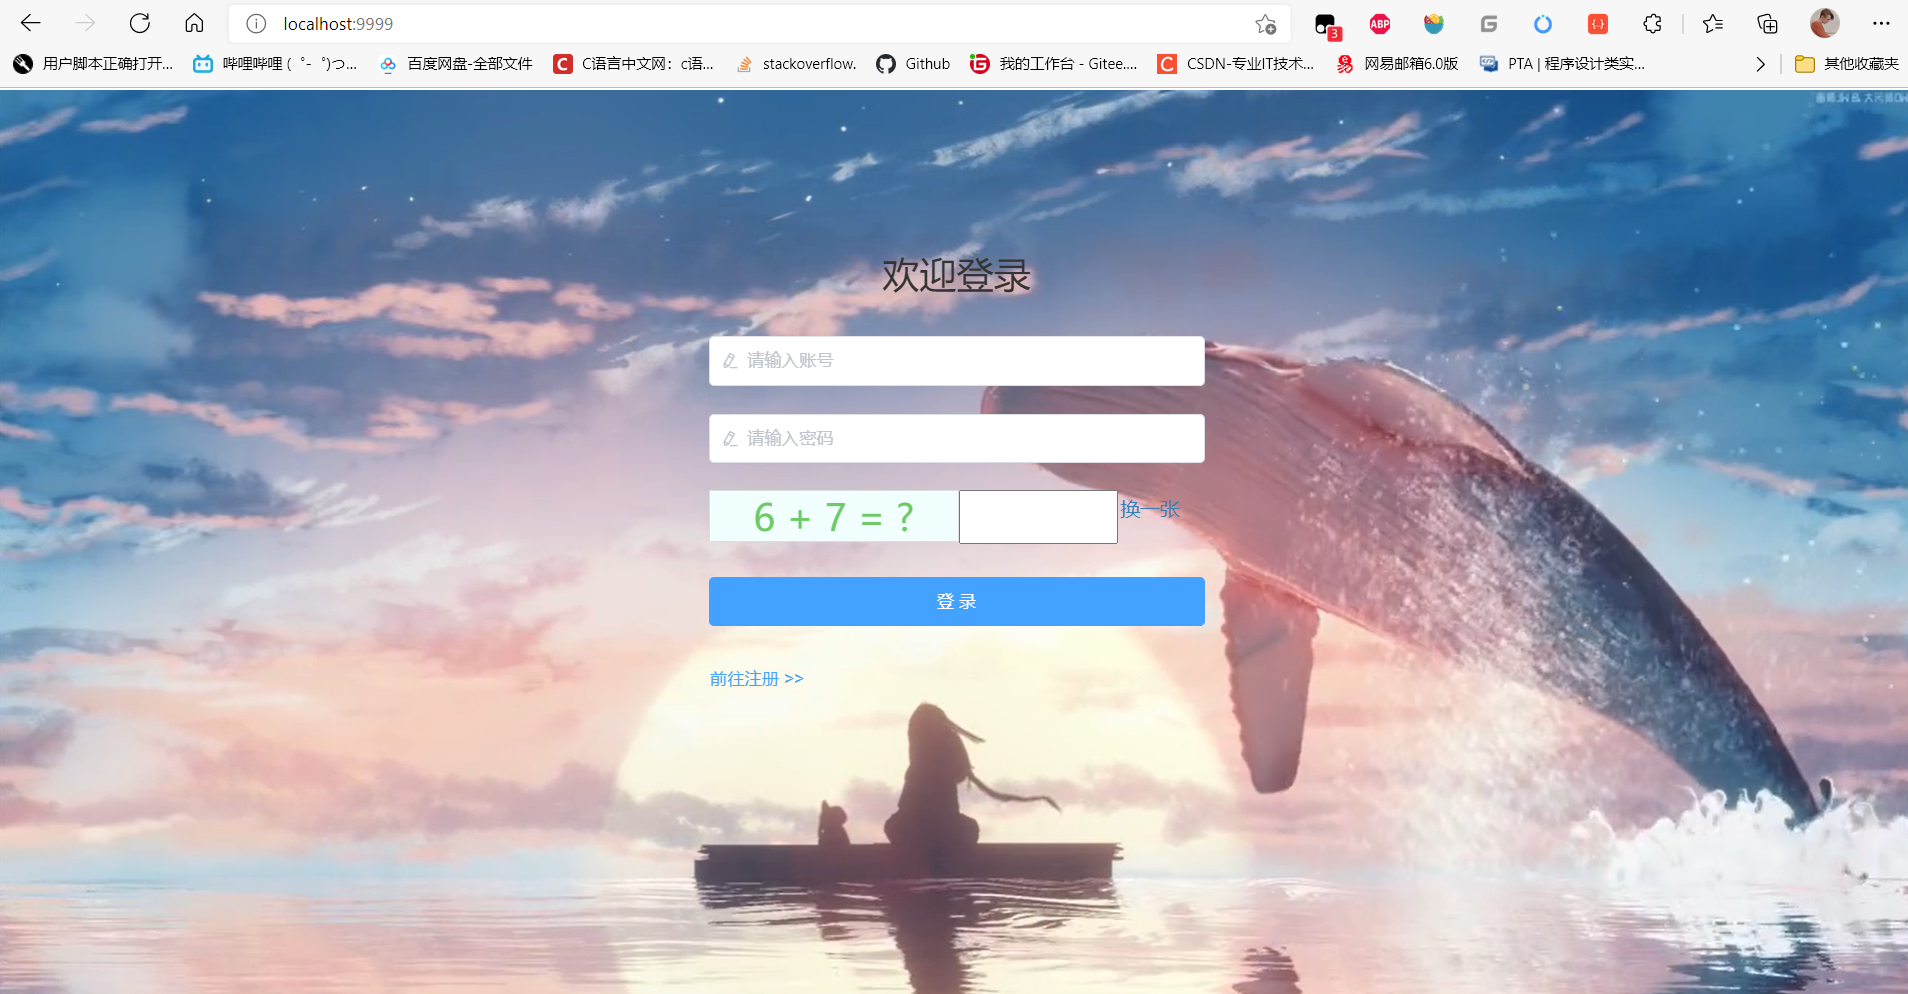 localhost:9999
3
ABP
用户脚本正确打开...
哔哩哔哩 (゜-゜)つ...
百度网盘-全部文件
C语言中文网：c语...
stackoverflow.
Github
我的工作台 - Gitee....
CSDN-专业IT技术...
网易邮箱6.0版
PTA | 程序设计类实...
其他收藏夹
欢迎登录
请输入账号
请输入密码
6 + 7 = ?
换一张
登 录
前往注册 >>